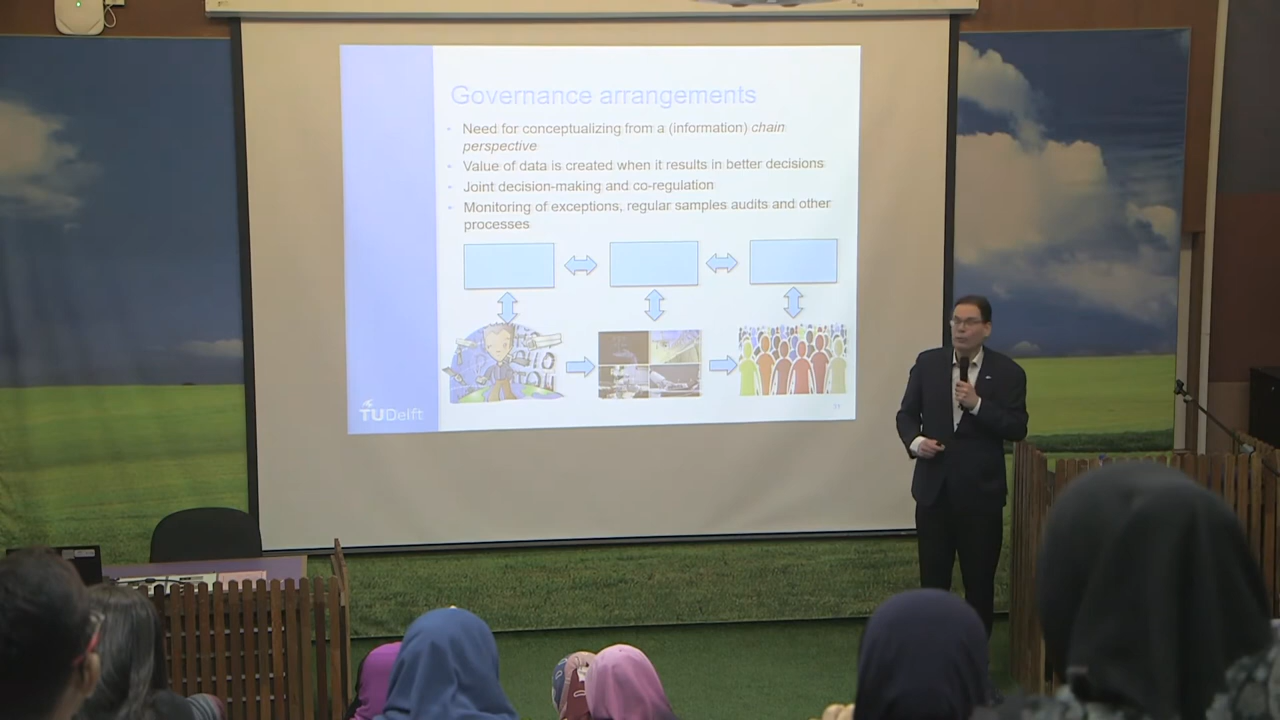 Governance arrangements
Need for conceptualizing from a (information) chain
perspective
Value of data is created when it results in better decisions
Joint decision-making and co-regulation
Monitoring of exceptions, regular samples audits and other
processes
TUDelft